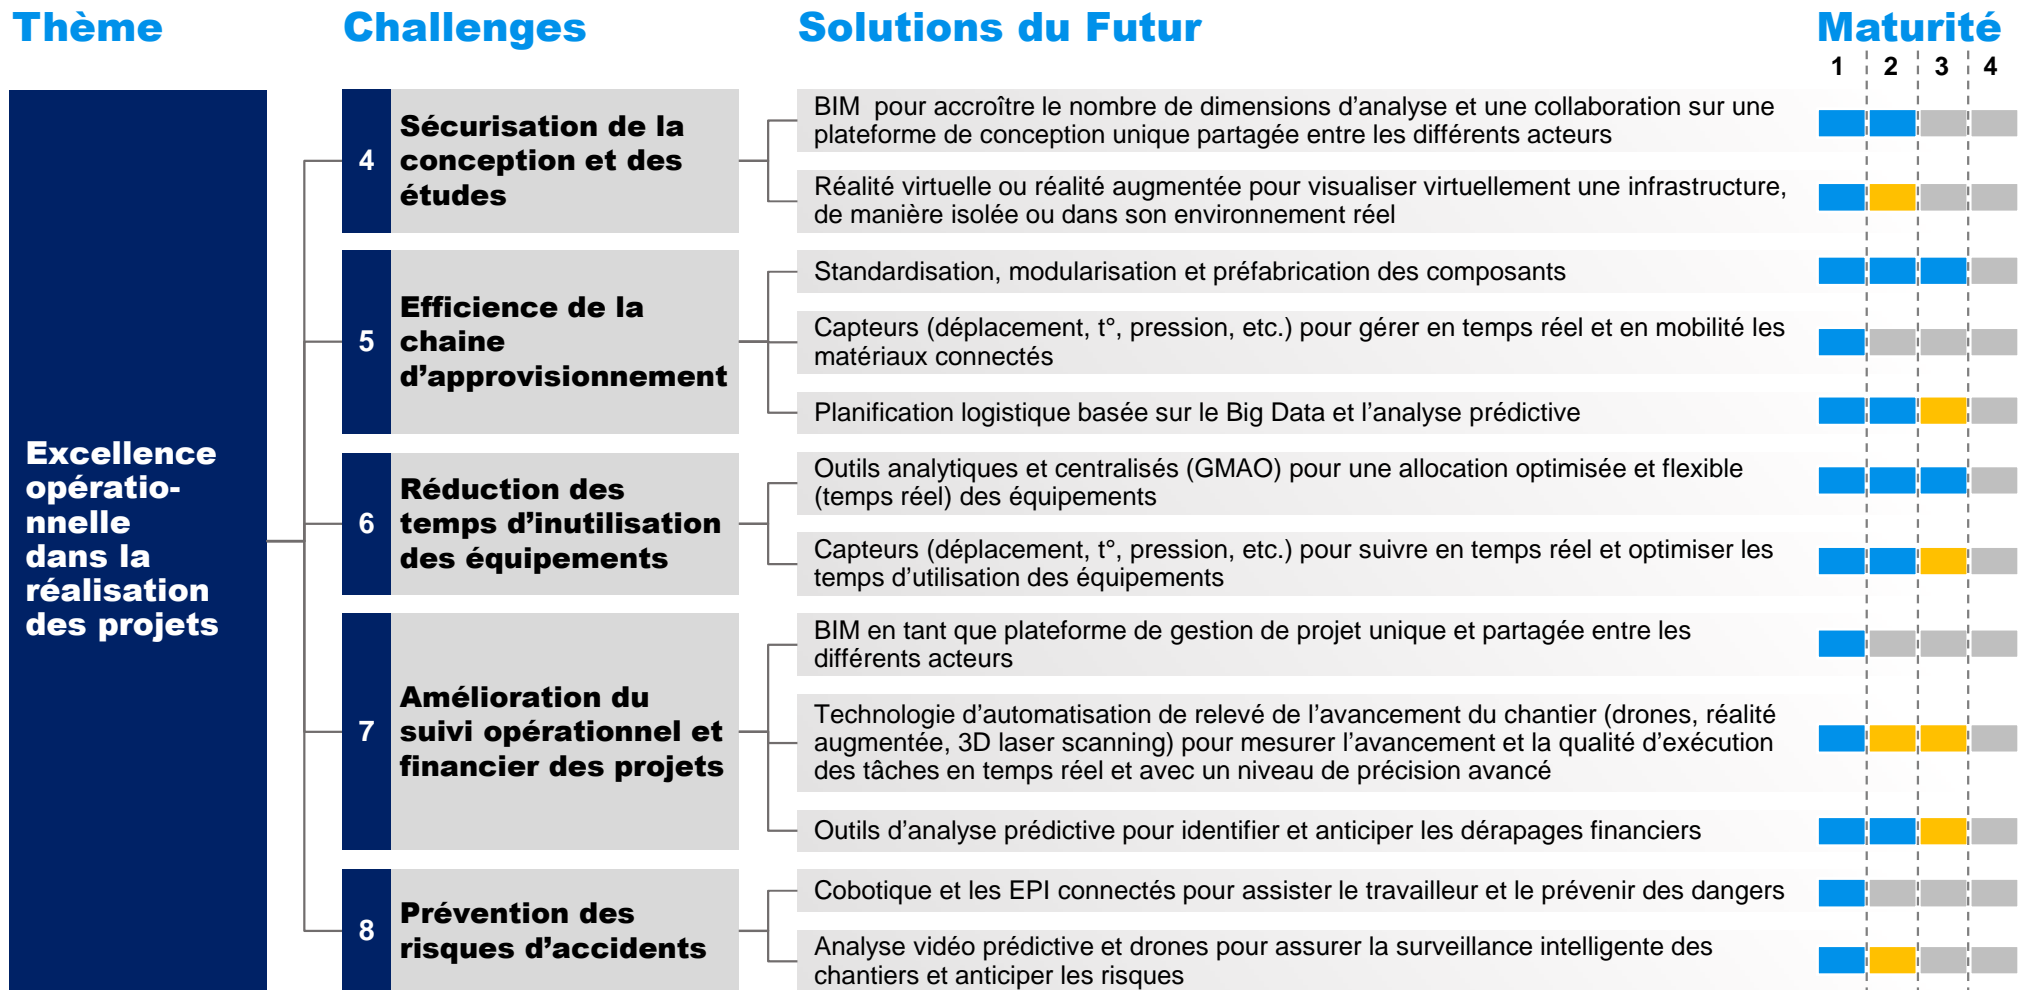 Thème
Challenges
Solutions du Futur
Maturité
1 2 3 4
Excellence
opératio-
nnelle
dans la
réalisation
des projets
4
Sécurisation de la
conception et des
études
BIM  pour accroître le nombre de dimensions d’analyse et une collaboration sur une
plateforme de conception unique partagée entre les différents acteurs
Réalité virtuelle ou réalité augmentée pour visualiser virtuellement une infrastructure,
de manière isolée ou dans son environnement réel
5
Efficience de la
chaine
d’approvisionnement
Standardisation, modularisation et préfabrication des composants
Capteurs (déplacement, t°, pression, etc.) pour gérer en temps réel et en mobilité les
matériaux connectés
Planification logistique basée sur le Big Data et l’analyse prédictive
6
Réduction des
temps d’inutilisation
des équipements
Outils analytiques et centralisés (GMAO) pour une allocation optimisée et flexible
(temps réel) des équipements
Capteurs (déplacement, t°, pression, etc.) pour suivre en temps réel et optimiser les
temps d’utilisation des équipements
7
Amélioration du
suivi opérationnel et
financier des projets
BIM en tant que plateforme de gestion de projet unique et partagée entre les
différents acteurs
Technologie d’automatisation de relevé de l’avancement du chantier (drones, réalité
augmentée, 3D laser scanning) pour mesurer l’avancement et la qualité d’exécution
des tâches en temps réel et avec un niveau de précision avancé
Outils d’analyse prédictive pour identifier et anticiper les dérapages financiers
8
Prévention des
risques d’accidents
Cobotique et les EPI connectés pour assister le travailleur et le prévenir des dangers
Analyse vidéo prédictive et drones pour assurer la surveillance intelligente des
chantiers et anticiper les risques